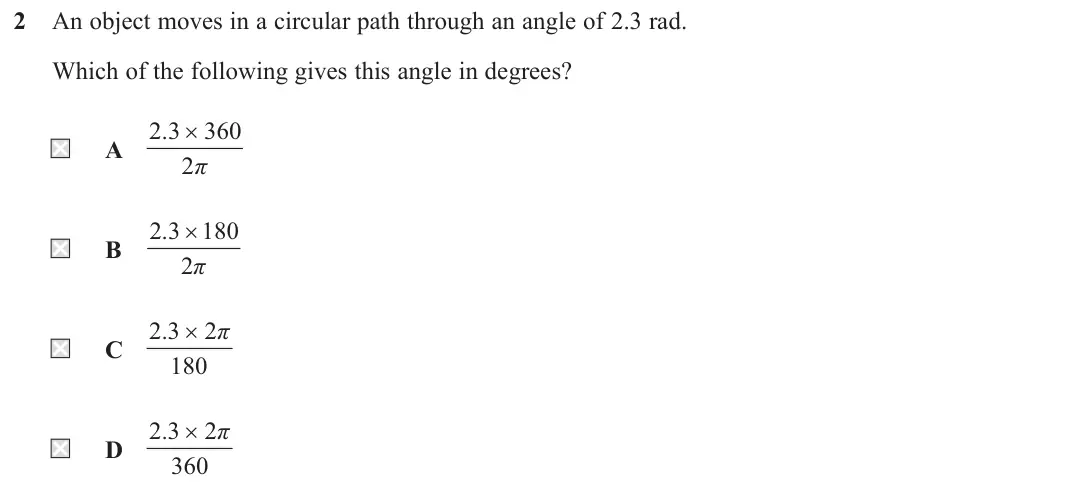 2 An object moves in a circular path through an angle of 2.3 rad.
Which of the following gives this angle in degrees?
A 2.3 × 360
2π
B 2.3 × 180
2π
C 2.3 × 2π
180
D 2.3 × 2π
360